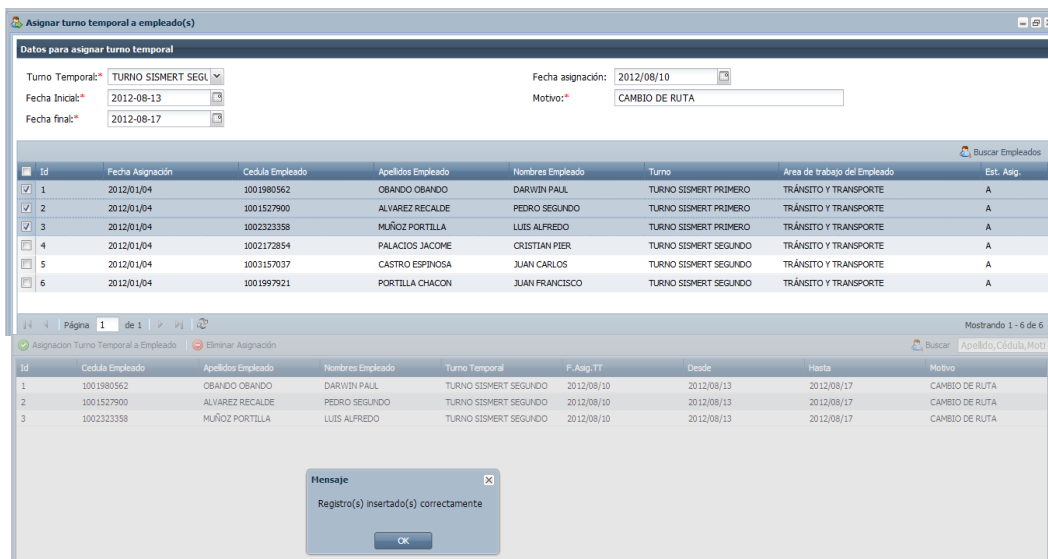 Asignar turno temporal a empleado(s)
Datos para asignar turno temporal
Turno Temporal:* TURNO SISMERT SEGU Fecha asignación: 2012/08/10
Fecha Inicial:* 2012-08-13 Motivo:* CAMBIO DE RUTA
Fecha final:* 2012-08-17
Buscar Empleados
Id Fecha Asignación Cedula Empleado Apellidos Empleado Nombres Empleado Turno Area de trabajo del Empleado Est. Asig.
1 2012/01/04 1001980562 OBANDO OBANDO DARWIN PAUL TURNO SISMERT PRIMERO TRÁNSITO Y TRANSPORTE A
2 2012/01/04 1001527900 ALVAREZ RECALDE PEDRO SEGUNDO TURNO SISMERT PRIMERO TRÁNSITO Y TRANSPORTE A
3 2012/01/04 1002323358 MUÑOZ PORTILLA LUIS ALFREDO TURNO SISMERT PRIMERO TRÁNSITO Y TRANSPORTE A
4 2012/01/04 1002172854 PALACIOS JACOME CRISTIAN PIER TURNO SISMERT SEGUNDO TRÁNSITO Y TRANSPORTE A
5 2012/01/04 1003157037 CASTRO ESPINOSA JUAN CARLOS TURNO SISMERT SEGUNDO TRÁNSITO Y TRANSPORTE A
6 2012/01/04 1001997921 PORTILLA CHACON JUAN FRANCISCO TURNO SISMERT SEGUNDO TRÁNSITO Y TRANSPORTE A
Página 1 de 1 Mostrando 1 - 6 de 6
Asignacion Turno Temporal a Empleado Eliminar Asignación Buscar Apellido,Cédula,Moti
Id Cedula Empleado Apellidos Empleado Nombres Empleado Turno Temporal F.Asig.TT Desde Hasta Motivo
1 1001980562 OBANDO OBANDO DARWIN PAUL TURNO SISMERT SEGUNDO 2012/08/10 2012/08/13 2012/08/17 CAMBIO DE RUTA
2 1001527900 ALVAREZ RECALDE PEDRO SEGUNDO TURNO SISMERT SEGUNDO 2012/08/10 2012/08/13 2012/08/17 CAMBIO DE RUTA
3 1002323358 MUÑOZ PORTILLA LUIS ALFREDO TURNO SISMERT SEGUNDO 2012/08/10 2012/08/13 2012/08/17 CAMBIO DE RUTA
Mensaje
Registro(s) insertado(s) correctamente
OK